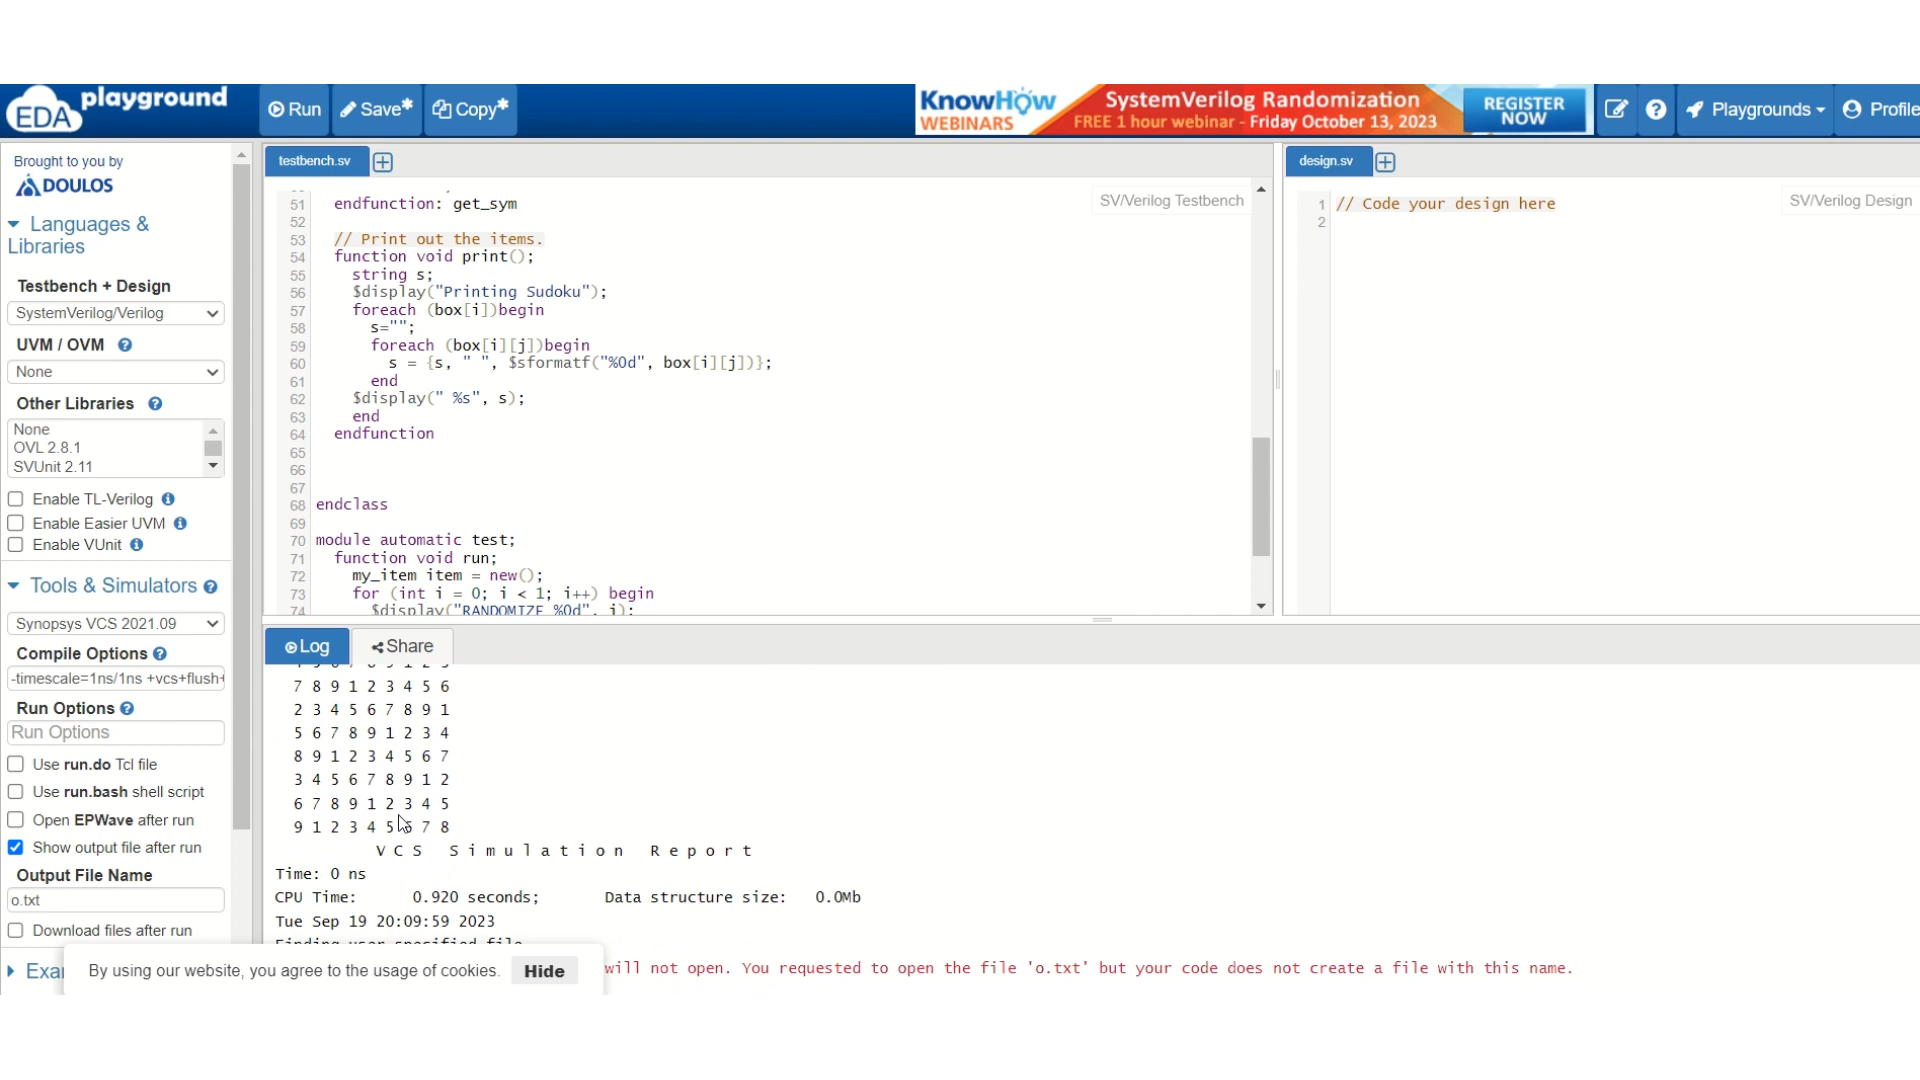 EDA playground
Run
Save*
Copy*
KnowHow WEBINARS
SystemVerilog Randomization
FREE 1 hour webinar - Friday October 13, 2023
REGISTER NOW
Playgrounds
Profile
Brought to you by
DOULOS
Languages & Libraries
Testbench + Design
SystemVerilog/Verilog
UVM / OVM
None
Other Libraries
None
OVL 2.8.1
SVUnit 2.11
Enable TL-Verilog
Enable Easier UVM
Enable VUnit
Tools & Simulators
Synopsys VCS 2021.09
Compile Options
-timescale=1ns/1ns +vcs+flush+
Run Options
Run Options
Use run.do Tcl file
Use run.bash shell script
Open EPWave after run
Show output file after run
Output File Name
o.txt
Download files after run
testbench.sv
SV/Verilog Testbench
51 endfunction: get_sym
52
53 // Print out the items.
54 function void print();
55 string s;
56 $display("Printing Sudoku");
57 foreach (box[i])begin
58 s="";
59 foreach (box[i][j])begin
60 s = {s, " ", $sformatf("%0d", box[i][j])};
61 end
62 $display(" %s", s);
63 end
64 endfunction
65
66
67
68 endclass
69
70 module automatic test;
71 function void run;
72 my_item item = new();
73 for (int i = 0; i < 1; i++) begin
74 $display("RANDOMIZE %0d", i);
design.sv
SV/Verilog Design
1 // Code your design here
2
Log
Share
7 8 9 1 2 3 4 5 6
2 3 4 5 6 7 8 9 1
5 6 7 8 9 1 2 3 4
8 9 1 2 3 4 5 6 7
3 4 5 6 7 8 9 1 2
6 7 8 9 1 2 3 4 5
9 1 2 3 4 5 6 7 8
V C S S i m u l a t i o n R e p o r t
Time: 0 ns
CPU Time: 0.920 seconds; Data structure size: 0.0Mb
Tue Sep 19 20:09:59 2023
Finding user specified file
will not open. You requested to open the file 'o.txt' but your code does not create a file with this name.
By using our website, you agree to the usage of cookies.
Hide